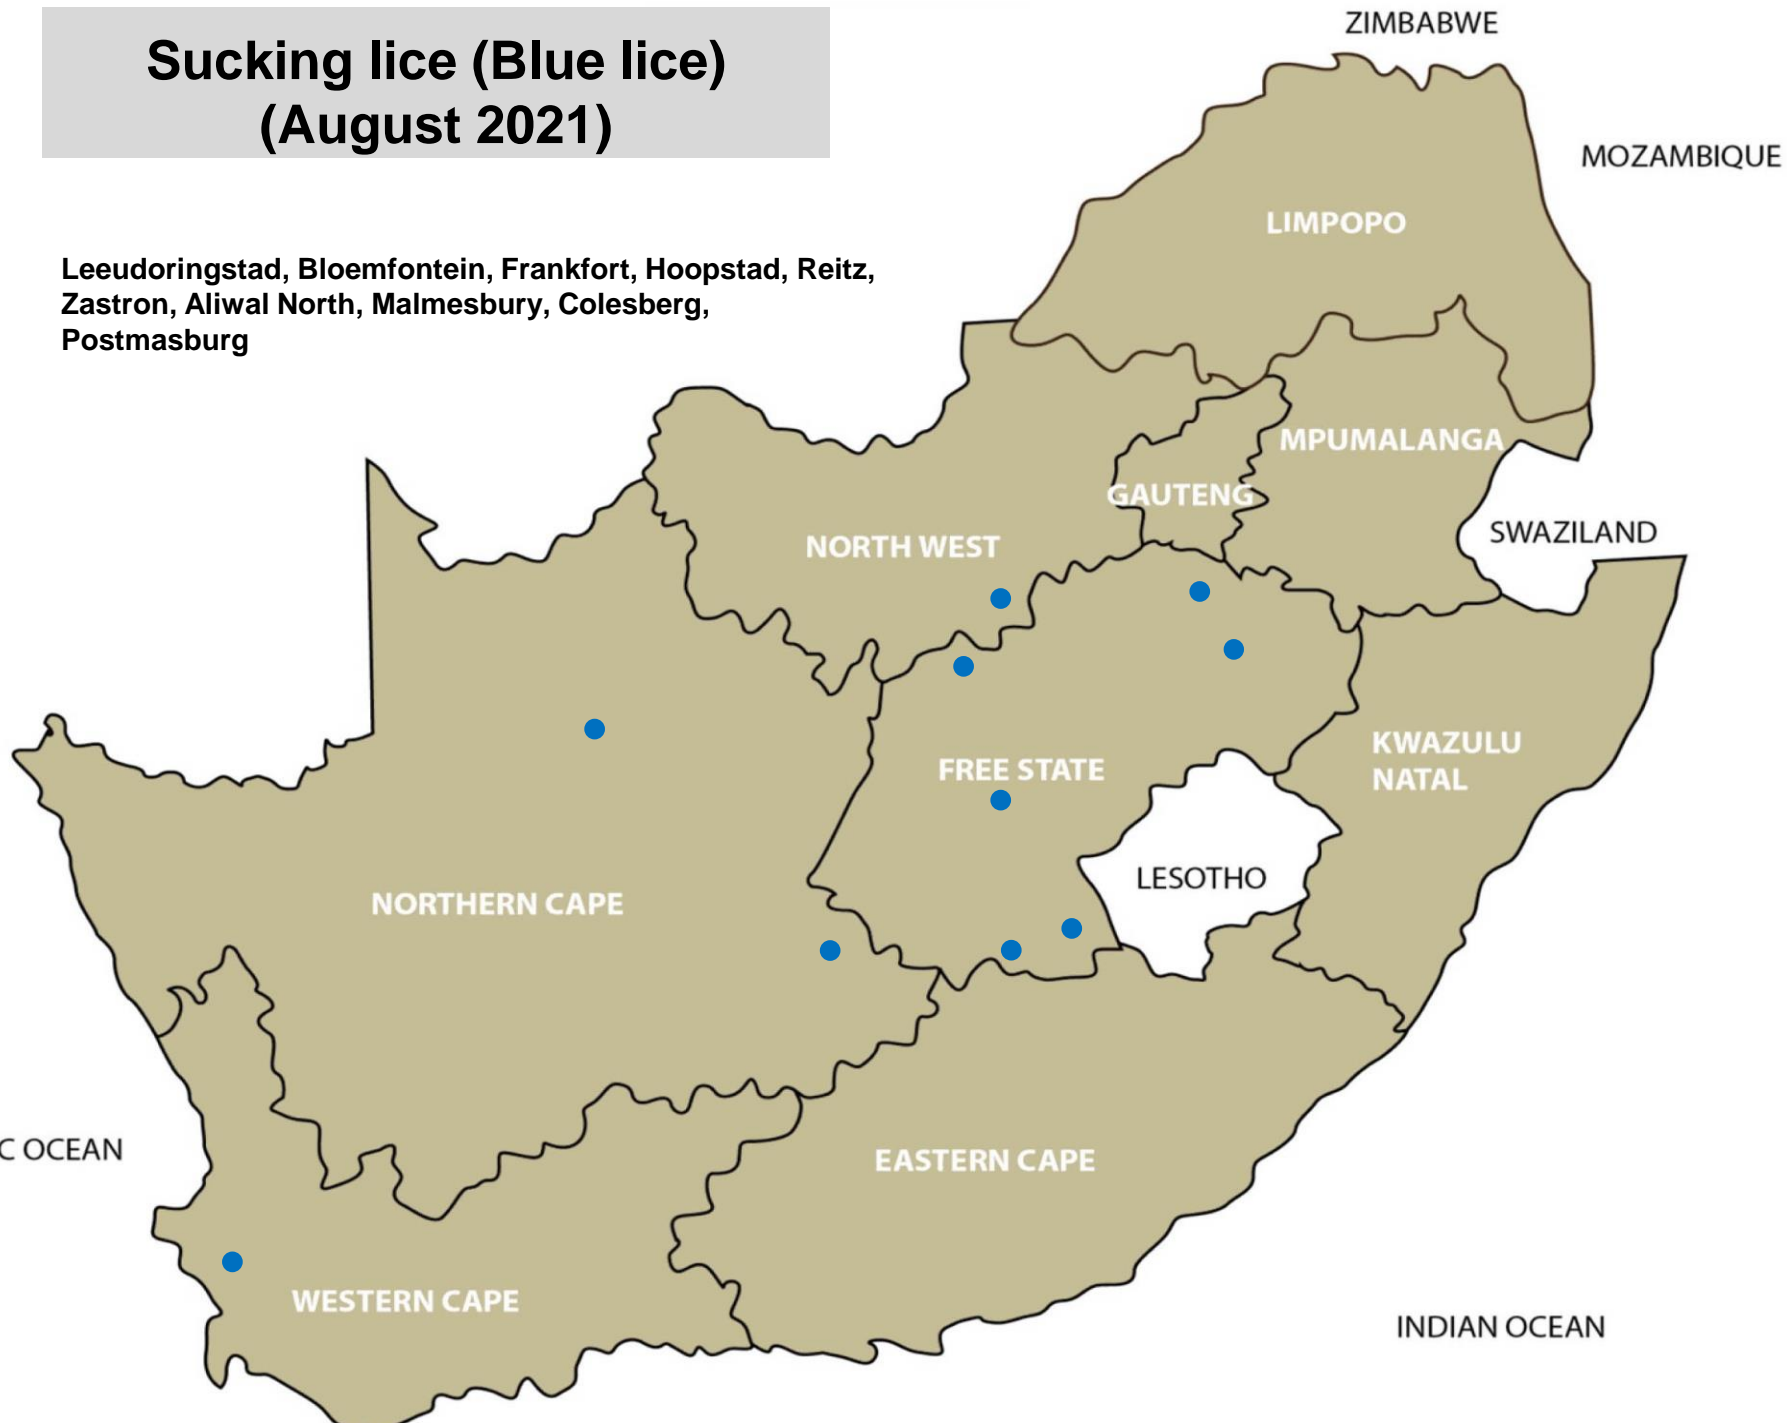 Sucking lice (Blue lice)
(August 2021)
Leeudoringstad, Bloemfontein, Frankfort, Hoopstad, Reitz,
Zastron, Aliwal North, Malmesbury, Colesberg,
Postmasburg
ZIMBABWE
MOZAMBIQUE
LIMPOPO
MPUMALANGA
GAUTENG
SWAZILAND
NORTH WEST
KWAZULU
NATAL
FREE STATE
LESOTHO
NORTHERN CAPE
C OCEAN
EASTERN CAPE
WESTERN CAPE
INDIAN OCEAN